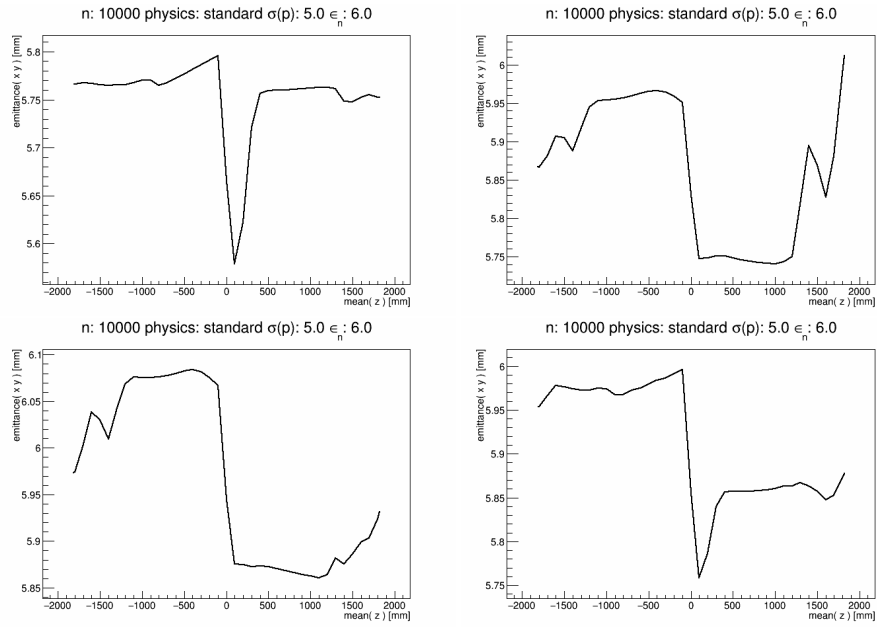 n: 10000 physics: standard σ(p): 5.0 ∈n: 6.0
emittance( x y ) [mm]
5.8
5.75
5.7
5.65
5.6
−2000 −1500 −1000 −500 0 500 1000 1500 2000
mean( z ) [mm]
n: 10000 physics: standard σ(p): 5.0 ∈n: 6.0
emittance( x y ) [mm]
6
5.95
5.9
5.85
5.8
5.75
−2000 −1500 −1000 −500 0 500 1000 1500 2000
mean( z ) [mm]
n: 10000 physics: standard σ(p): 5.0 ∈n: 6.0
emittance( x y ) [mm]
6.1
6.05
6
5.95
5.9
5.85
−2000 −1500 −1000 −500 0 500 1000 1500 2000
mean( z ) [mm]
n: 10000 physics: standard σ(p): 5.0 ∈n: 6.0
emittance( x y ) [mm]
6
5.95
5.9
5.85
5.8
5.75
−2000 −1500 −1000 −500 0 500 1000 1500 2000
mean( z ) [mm]